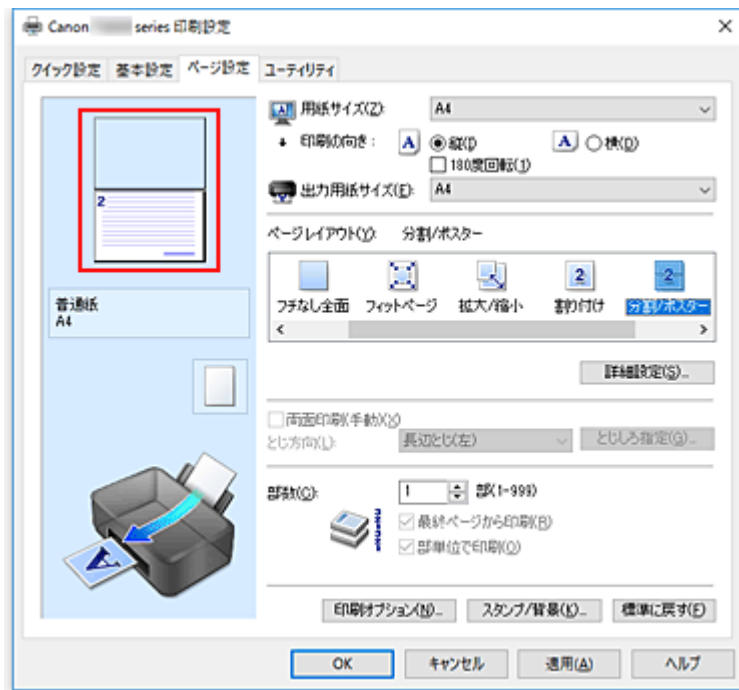 Canon series 印刷設定
クイック設定 基本設定 ページ設定 ユーティリティ
2
普通紙
A4
用紙サイズ(Z): A4
印刷の向き: A 縦(I) A 横(D)
180度回転(1)
出力用紙サイズ(E): A4
ページレイアウト(Y): 分割/ポスター
2 2
フチなし全面 フィットページ 拡大/縮小 割り付け 分割/ポスター
詳細設定(S)...
両面印刷(手動)(X)
とじ方向(L): 長辺とじ(左) とじしろ指定(G)...
部数(C): 1 部(1-999)
最終ページから印刷(R)
部単位で印刷(O)
A
印刷オプション(N)... スタンプ/背景(K)... 標準に戻す(F)
OK キャンセル 適用(A) ヘルプ